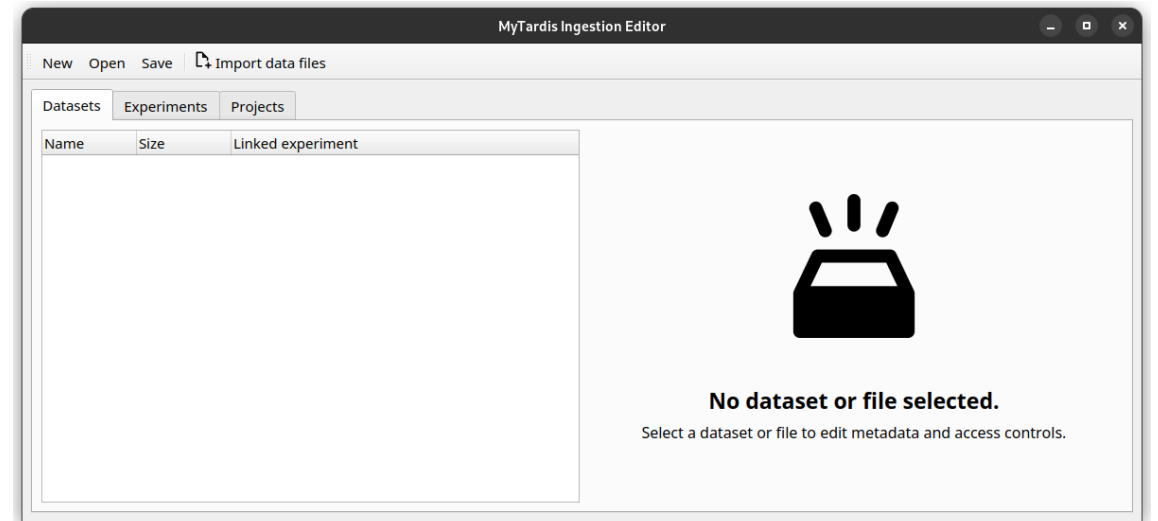 MyTardis Ingestion Editor
New Open Save Import data files
Datasets Experiments Projects
Name Size Linked experiment
No dataset or file selected.
Select a dataset or file to edit metadata and access controls.